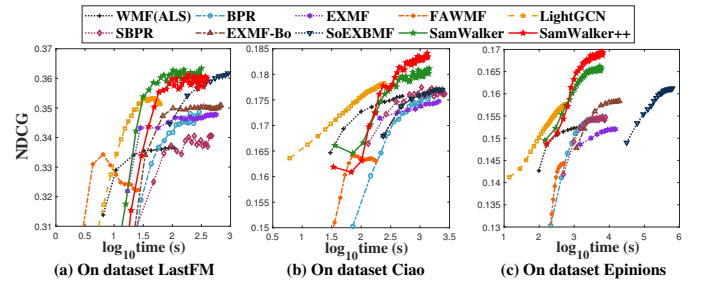 WMF(ALS) BPR EXMF FAWMF LightGCN
SBPR EXMF-Bo SoEXBMF SamWalker SamWalker++
NDCG
0.37
0.36
0.35
0.34
0.33
0.32
0.31
0 0.5 1 1.5 2 2.5 3
log10time (s)
(a) On dataset LastFM
0.185
0.18
0.175
0.17
0.165
0.16
0.155
0.15
0.5 1 1.5 2 2.5 3 3.5
log10time (s)
(b) On dataset Ciao
0.17
0.165
0.16
0.155
0.15
0.145
0.14
0.135
0.13
1 2 3 4 5 6
log10time (s)
(c) On dataset Epinions